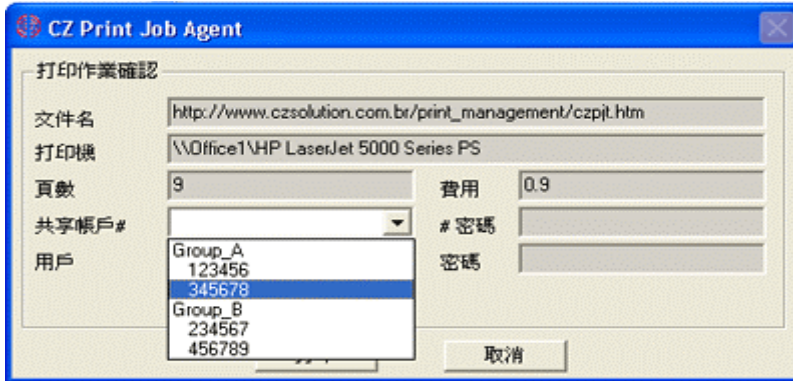 CZ Print Job Agent
打印作業確認
文件名 http://www.czsolution.com.br/print_management/czpjt.htm
打印機 \\Office1\HP LaserJet 5000 Series PS
頁數 9 費用 0.9
共享帳戶# #密碼
用戶 密碼
Group_A
123456
345678
Group_B
234567
456789
取消